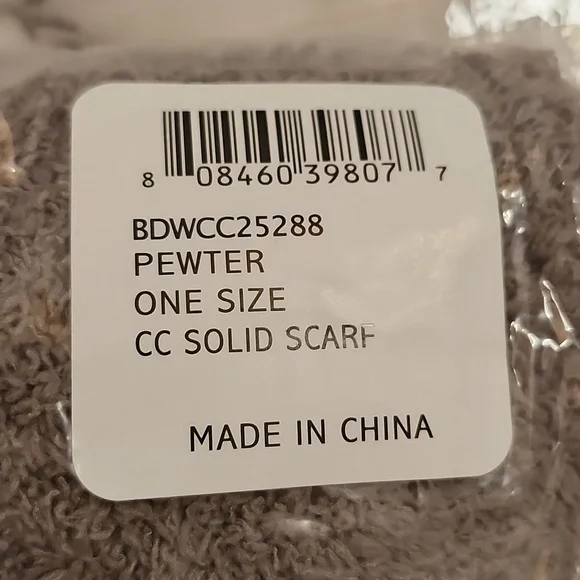 8 08460 39807 7
BDWCC25288
PEWTER
ONE SIZE
CC SOLID SCARF
MADE IN CHINA